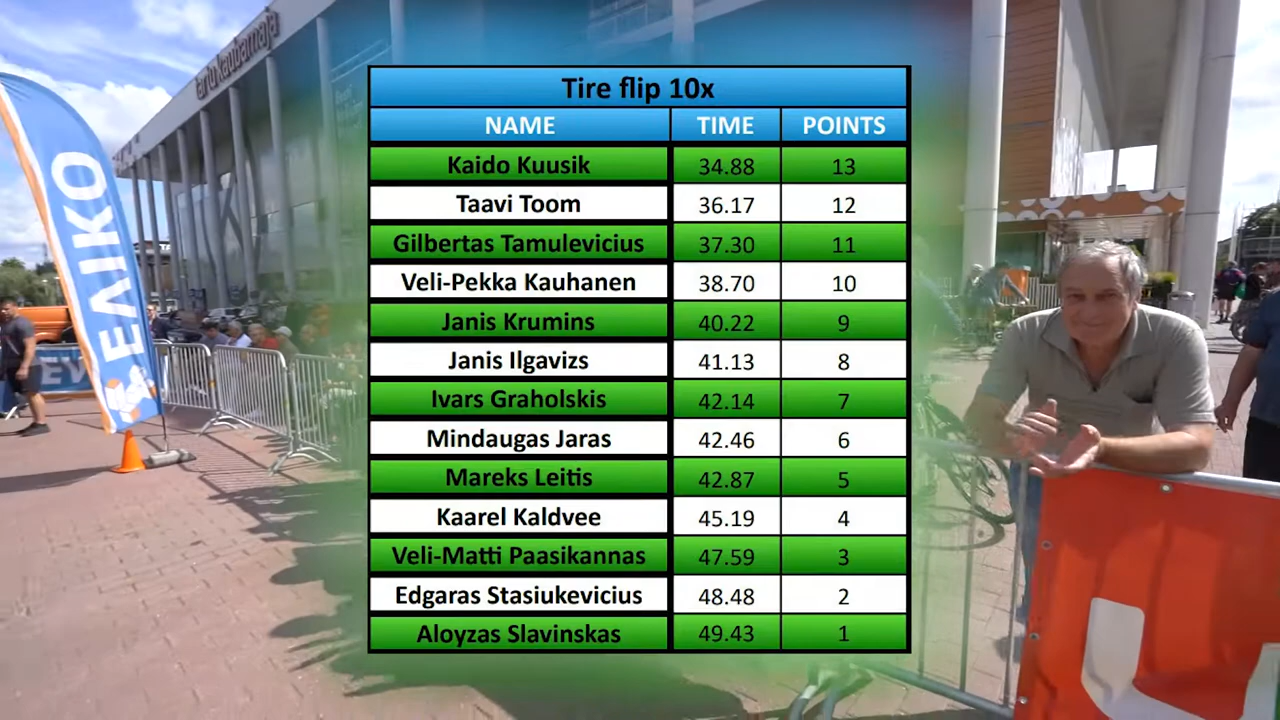 tartu kaubamaja
ELEIKO
Tire flip 10x
NAME TIME POINTS
Kaido Kuusik 34.88 13
Taavi Toom 36.17 12
Gilbertas Tamulevicius 37.30 11
Veli-Pekka Kauhanen 38.70 10
Janis Krumins 40.22 9
Janis Ilgavizs 41.13 8
Ivars Graholskis 42.14 7
Mindaugas Jaras 42.46 6
Mareks Leitis 42.87 5
Kaarel Kaldvee 45.19 4
Veli-Matti Paasikannas 47.59 3
Edgaras Stasiukevicius 48.48 2
Aloyzas Slavinskas 49.43 1